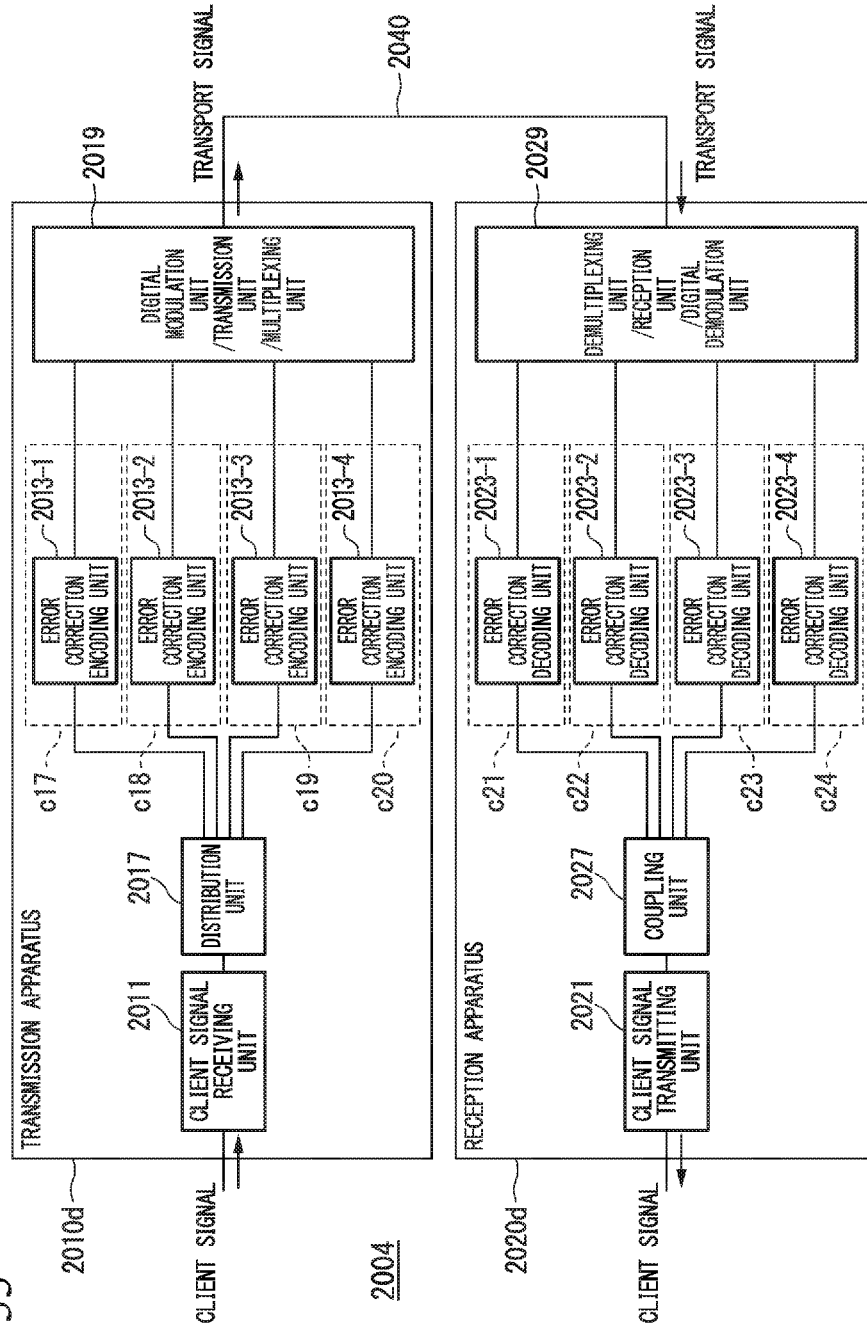 2010d
TRANSMISSION APPARATUS
CLIENT SIGNAL
2011
CLIENT SIGNAL
RECEIVING
UNIT
2017
DISTRIBUTION
UNIT
c17
c18
c19
c20
2013-1
ERROR
CORRECTION
ENCODING UNIT
2013-2
ERROR
CORRECTION
ENCODING UNIT
2013-3
ERROR
CORRECTION
ENCODING UNIT
2013-4
ERROR
CORRECTION
ENCODING UNIT
2019
DIGITAL
MODULATION
UNIT
/TRANSMISSION
UNIT
/MULTIPLEXING
UNIT
TRANSPORT SIGNAL
2040
2004
2020d
RECEPTION APPARATUS
CLIENT SIGNAL
2021
CLIENT SIGNAL
TRANSMITTING
UNIT
2027
COUPLING
UNIT
c21
c22
c23
c24
2023-1
ERROR
CORRECTION
DECODING UNIT
2023-2
ERROR
CORRECTION
DECODING UNIT
2023-3
ERROR
CORRECTION
DECODING UNIT
2023-4
ERROR
CORRECTION
DECODING UNIT
2029
DEMULTIPLEXING
UNIT
/RECEPTION
UNIT
/DIGITAL
DEMODULATION
UNIT
TRANSPORT SIGNAL